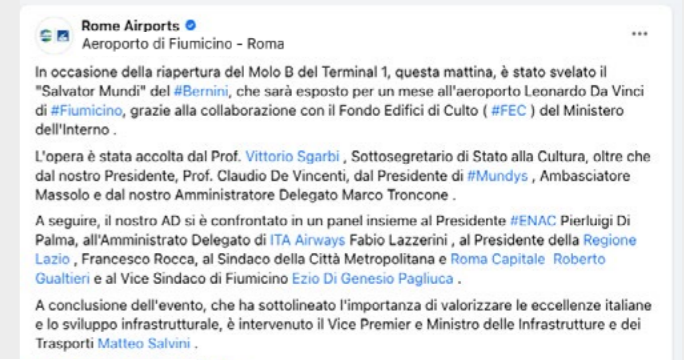 Rome Airports
Aeroporto di Fiumicino - Roma
In occasione della riapertura del Molo B del Terminal 1, questa mattina, è stato svelato il
"Salvator Mundi" del #Bernini, che sarà esposto per un mese all'aeroporto Leonardo Da Vinci
di #Fiumicino, grazie alla collaborazione con il Fondo Edifici di Culto ( #FEC ) del Ministero
dell'Interno .
L'opera è stata accolta dal Prof. Vittorio Sgarbi , Sottosegretario di Stato alla Cultura, oltre che
dal nostro Presidente, Prof. Claudio De Vincenti, dal Presidente di #Mundys , Ambasciatore
Massolo e dal nostro Amministratore Delegato Marco Troncone .
A seguire, il nostro AD si è confrontato in un panel insieme al Presidente #ENAC Pierluigi Di
Palma, all'Amministrato Delegato di ITA Airways Fabio Lazzerini , al Presidente della Regione
Lazio , Francesco Rocca, al Sindaco della Città Metropolitana e Roma Capitale Roberto
Gualtieri e al Vice Sindaco di Fiumicino Ezio Di Genesio Pagliuca .
A conclusione dell'evento, che ha sottolineato l'importanza di valorizzare le eccellenze italiane
e lo sviluppo infrastrutturale, è intervenuto il Vice Premier e Ministro delle Infrastrutture e dei
Trasporti Matteo Salvini .